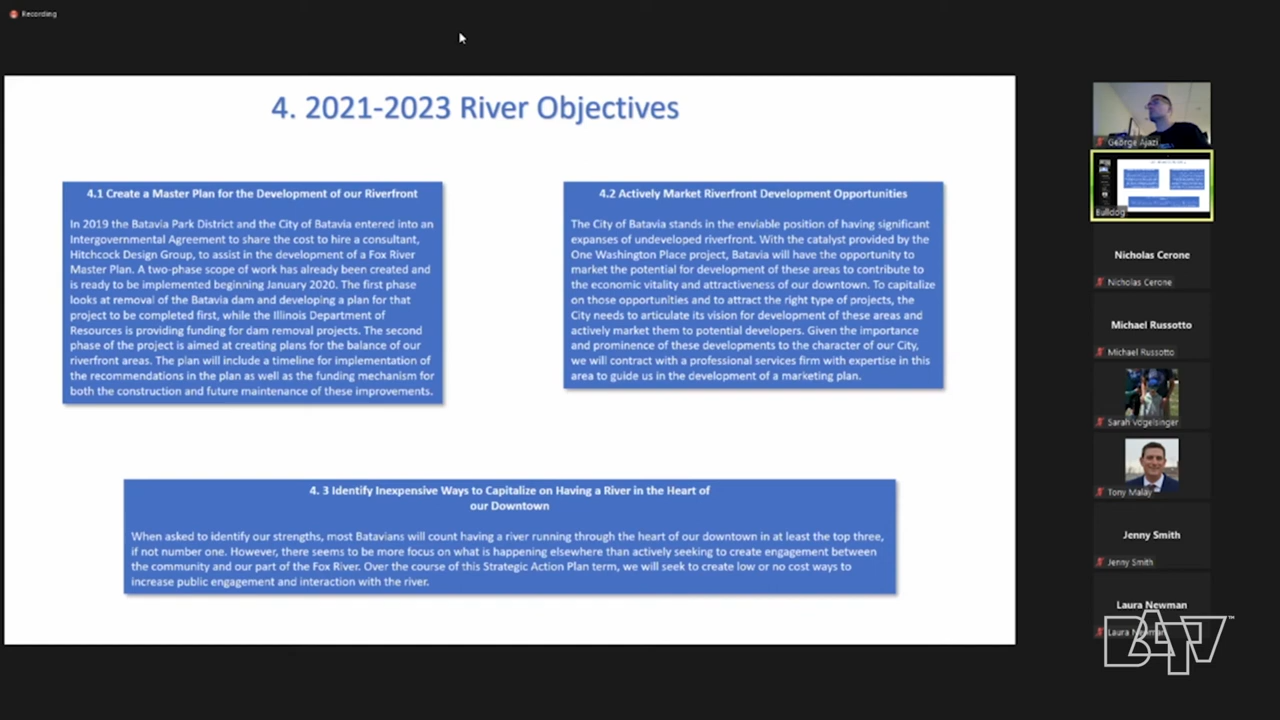 Recording
4. 2021-2023 River Objectives
4.1 Create a Master Plan for the Development of our Riverfront
In 2019 the Batavia Park District and the City of Batavia entered into an
Intergovernmental Agreement to share the cost to hire a consultant,
Hitchcock Design Group, to assist in the development of a Fox River
Master Plan. A two-phase scope of work has already been created and
is ready to be implemented beginning January 2020. The first phase
looks at removal of the Batavia dam and developing a plan for that
project to be completed first, while the Illinois Department of
Resources is providing funding for dam removal projects. The second
phase of the project is aimed at creating plans for the balance of our
riverfront areas. The plan will include a timeline for implementation of
the recommendations in the plan as well as the funding mechanism for
both the construction and future maintenance of these improvements.
4.2 Actively Market Riverfront Development Opportunities
The City of Batavia stands in the enviable position of having significant
expanses of undeveloped riverfront. With the catalyst provided by the
One Washington Place project, Batavia will have the opportunity to
market the potential for development of these areas to contribute to
the economic vitality and attractiveness of our downtown. To capitalize
on those opportunities and to attract the right type of projects, the
City needs to articulate its vision for development of these areas and
actively market them to potential developers. Given the importance
and prominence of these developments to the character of our City,
we will contract with a professional services firm with expertise in this
area to guide us in the development of a marketing plan.
4. 3 Identify Inexpensive Ways to Capitalize on Having a River in the Heart of
our Downtown
When asked to identify our strengths, most Batavians will count having a river running through the heart of our downtown in at least the top three,
if not number one. However, there seems to be more focus on what is happening elsewhere than actively seeking to create engagement between
the community and our part of the Fox River. Over the course of this Strategic Action Plan term, we will seek to create low or no cost ways to
increase public engagement and interaction with the river.
George Ajazi
Bulldog
Nicholas Cerone
Nicholas Cerone
Michael Russotto
Michael Russotto
Sarah Vogelsinger
Tony Malay
Jenny Smith
Jenny Smith
Laura Newman
Laura Newman
BATV